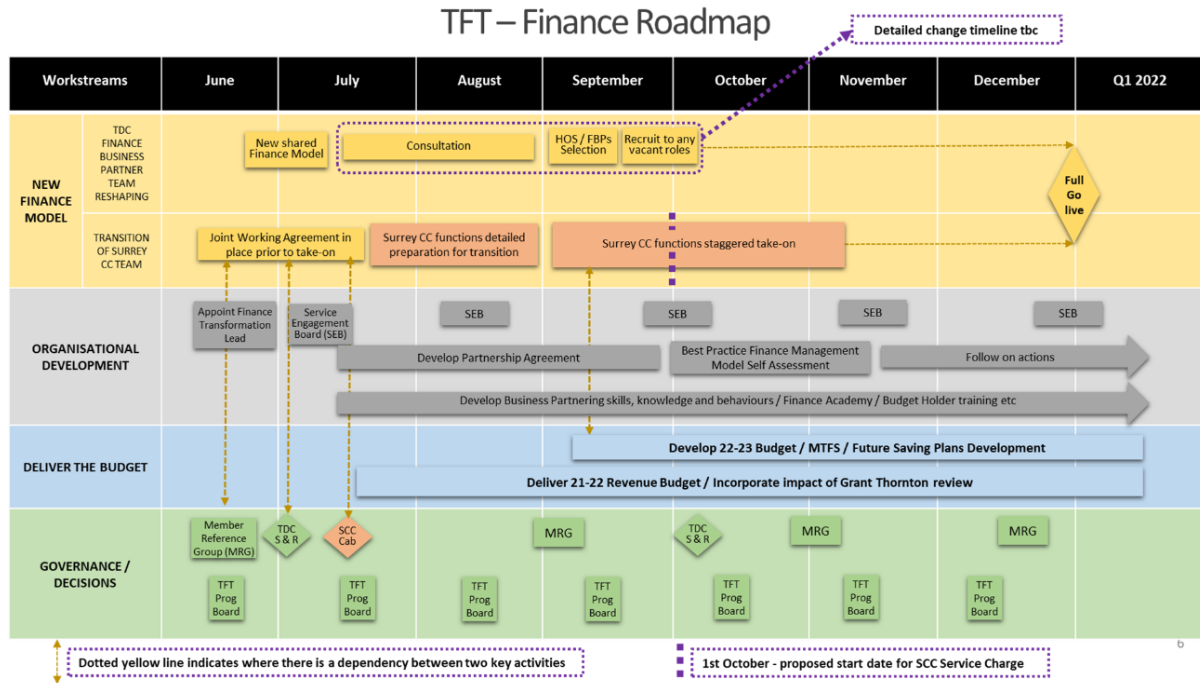 TFT – Finance Roadmap
Detailed change timeline tbc
Workstreams
June
July
August
September
October
November
December
Q1 2022
NEW
FINANCE
MODEL
TDC
FINANCE
BUSINESS
PARTNER
TEAM
RESHAPING
New shared
Finance Model
Consultation
HOS / FBPs
Selection
Recruit to any
vacant roles
Full
Go
live
TRANSITION
OF SURREY
CC TEAM
Joint Working Agreement in
place prior to take-on
Surrey CC functions detailed
preparation for transition
Surrey CC functions staggered take-on
ORGANISATIONAL
DEVELOPMENT
Appoint Finance
Transformation
Lead
Service
Engagement
Board (SEB)
SEB
SEB
SEB
SEB
Develop Partnership Agreement
Best Practice Finance Management
Model Self Assessment
Follow on actions
Develop Business Partnering skills, knowledge and behaviours / Finance Academy / Budget Holder training etc
DELIVER THE BUDGET
Develop 22-23 Budget / MTFS / Future Saving Plans Development
Deliver 21-22 Revenue Budget / Incorporate impact of Grant Thornton review
GOVERNANCE /
DECISIONS
Member
Reference
Group (MRG)
TDC
S & R
SCC
Cab
MRG
TDC
S & R
MRG
MRG
TFT
Prog
Board
TFT
Prog
Board
TFT
Prog
Board
TFT
Prog
Board
TFT
Prog
Board
TFT
Prog
Board
TFT
Prog
Board
6
Dotted yellow line indicates where there is a dependency between two key activities
1st October - proposed start date for SCC Service Charge